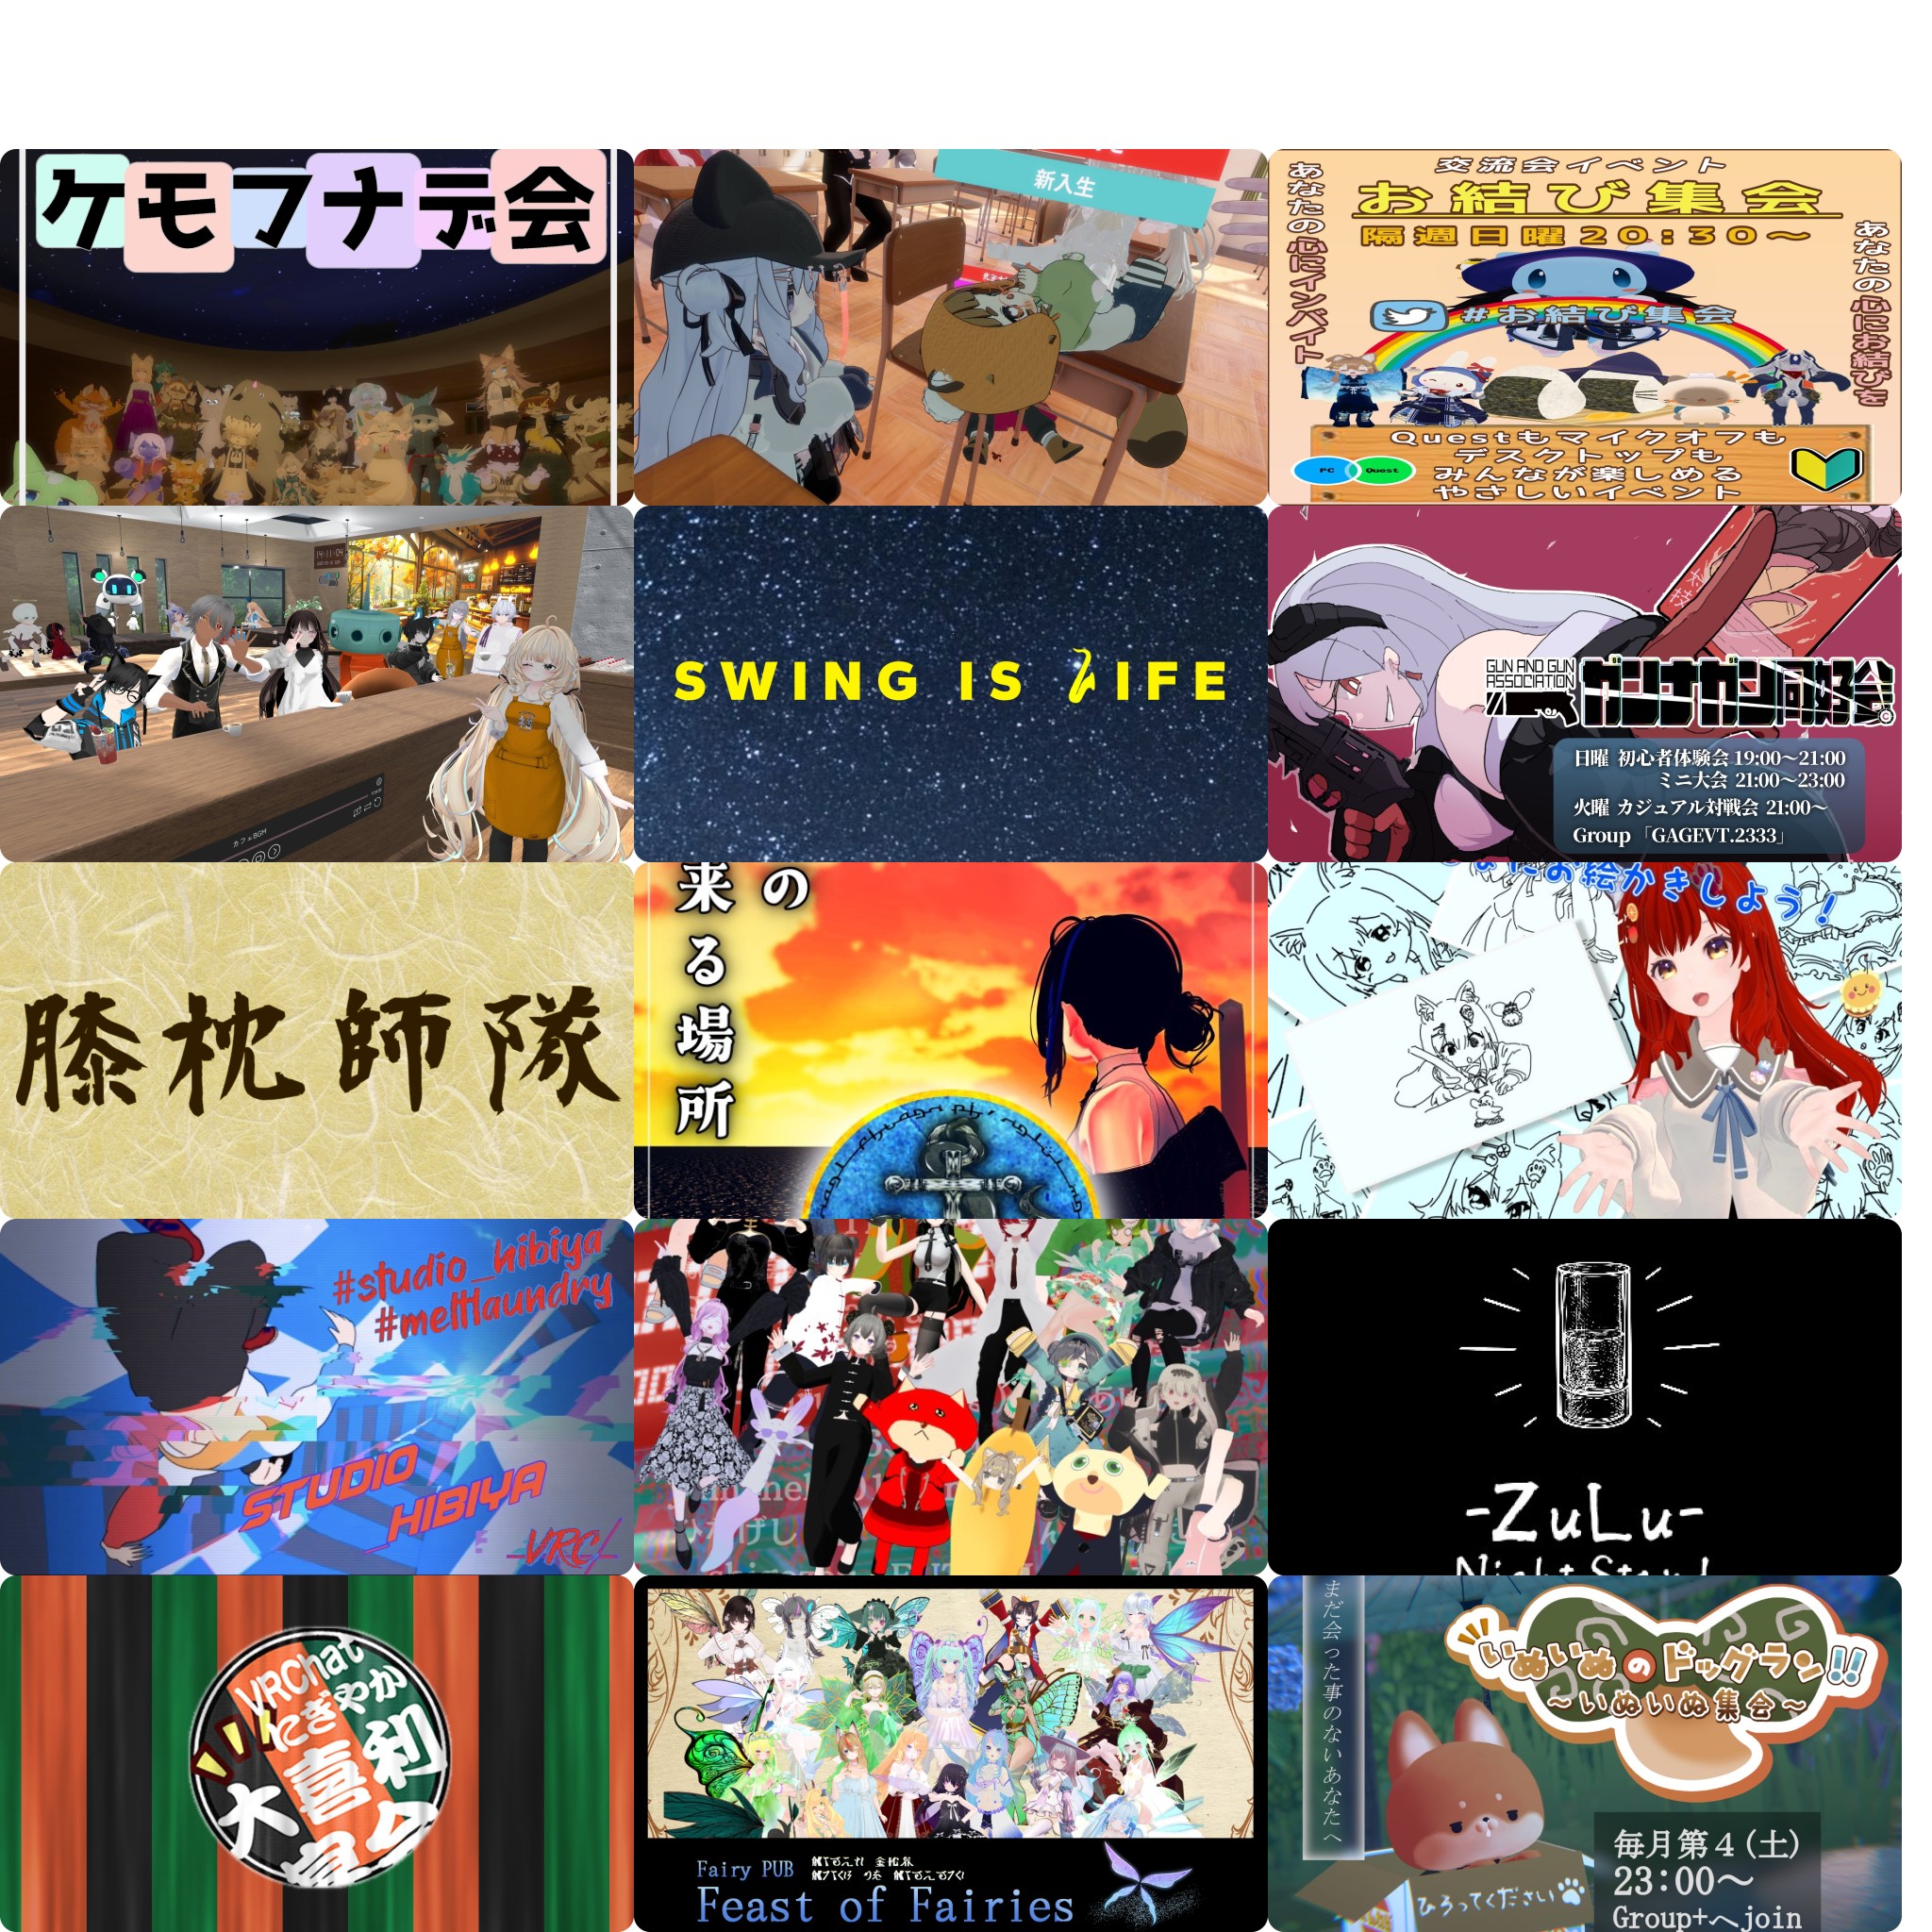 ケモフナデ会
新入生
交流会イベント
お結び集会
隔週日曜20:30〜
あなたの心にインバイト
あなたの心にお結びを
#お結び集会
Questもマイクオフも
デスクトップも
みんなが楽しめる
やさしいイベント
PC
Quest
カフェBGM
SWING IS LIFE
GUN AND GUN
ASSOCIATION
ガンナガン同好会
日曜 初心者体験会 19:00〜21:00
ミニ大会 21:00〜23:00
火曜 カジュアル対戦会 21:00〜
Group「GAGEVT.2333」
膝枕師隊
の
来る場所
お絵かきしよう!
#studio_hibiya
#meltlaundry
STUDIO
_HIBIYA
VRC
-ZuLu-
VRChat
にぎやか
大喜利
Fairy PUB
Feast of Fairies
まだ会った事のないあなたへ
いぬいぬのドッグラン!!
〜いぬいぬ集会〜
ひろってください
毎月第4(土)
23:00〜
Group+へjoin